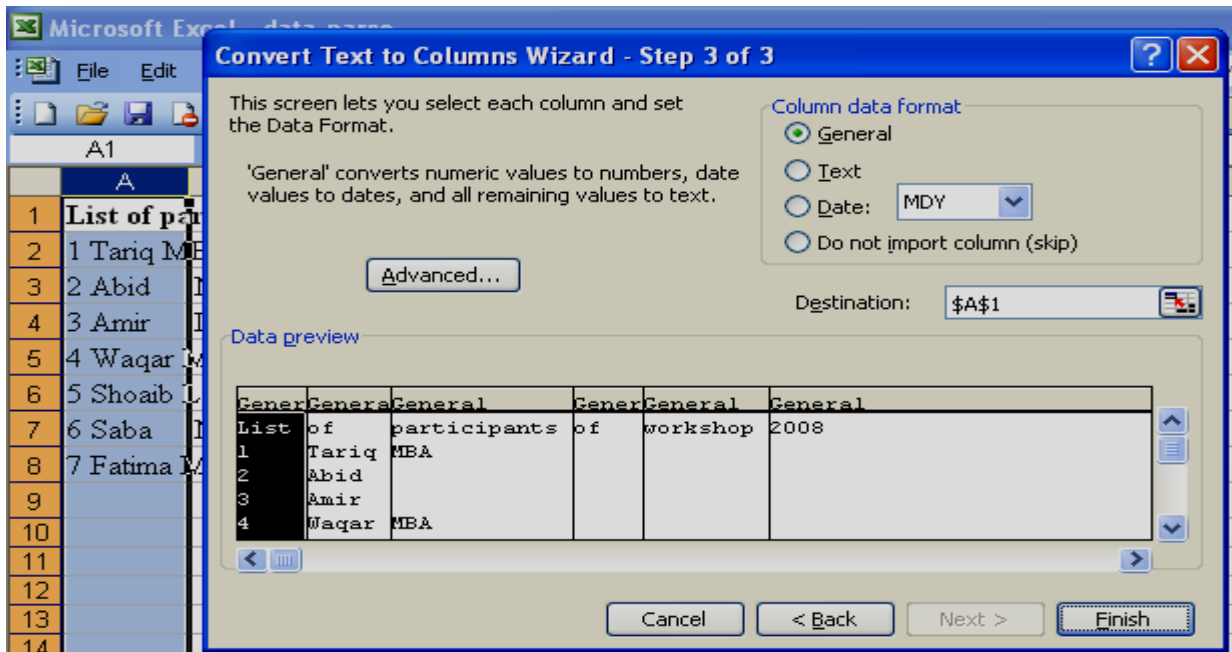 Microsoft Excel - data parse
File Edit
A1
A
1 List of par
2 1 Tariq MB
3 2 Abid
4 3 Amir
5 4 Waqar M
6 5 Shoaib L
7 6 Saba
8 7 Fatima M
9
10
11
12
13
14
Convert Text to Columns Wizard - Step 3 of 3
This screen lets you select each column and set
the Data Format.
'General' converts numeric values to numbers, date
values to dates, and all remaining values to text.
Advanced...
Column data format
General
Text
Date: MDY
Do not import column (skip)
Destination: $A$1
Data preview
Gener Genera General Gener General General
List of participants of workshop 2008
1 Tariq MBA
2 Abid
3 Amir
4 Waqar MBA
Cancel < Back Next > Finish